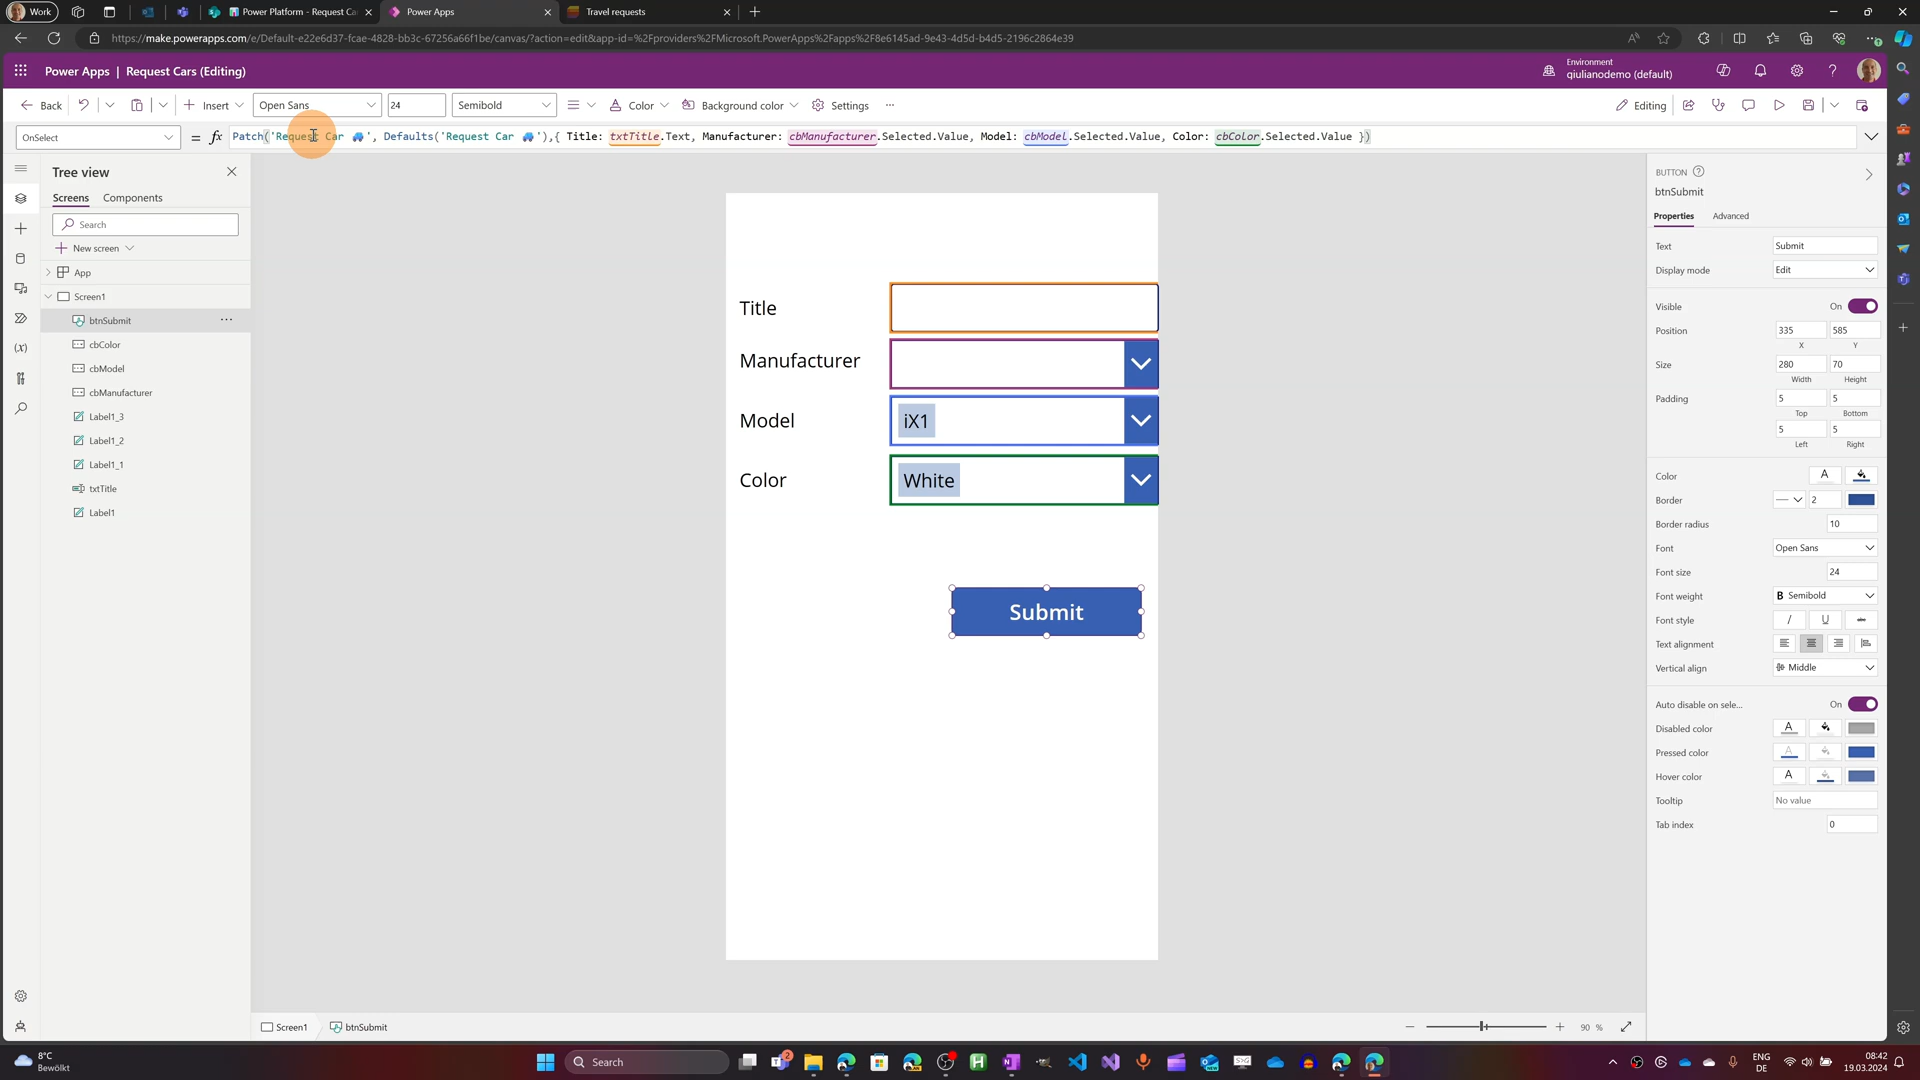 Work
Power Platform - Request Ca
Power Apps
Travel requests
https://make.powerapps.com/e/Default-e22e6d37-fcae-4828-bb3c-67256a66f1be/canvas/?action=edit&app-id=%2Fproviders%2FMicrosoft.PowerApps%2Fapps%2F8e6145ad-9e43-4d5d-b4d5-2196c2864e39
Power Apps | Request Cars (Editing)
Environment
qiulianodemo (default)
Back
Insert
Open Sans
24
Semibold
Color
Background color
Settings
Editing
OnSelect
= fx Patch('Request Car 🚙', Defaults('Request Car 🚙'),{ Title: txtTitle.Text, Manufacturer: cbManufacturer.Selected.Value, Model: cbModel.Selected.Value, Color: cbColor.Selected.Value })
Tree view
Screens Components
Search
New screen
App
Screen1
btnSubmit
cbColor
cbModel
cbManufacturer
Label1_3
Label1_2
Label1_1
txtTitle
Label1
Title
Manufacturer
Model iX1
Color White
Submit
BUTTON
btnSubmit
Properties Advanced
Text Submit
Display mode Edit
Visible On
Position 335 585
X Y
Size 280 70
Width Height
Padding 5 5
Top Bottom
5 5
Left Right
Color
Border 2
Border radius 10
Font Open Sans
Font size 24
Font weight B Semibold
Font style
Text alignment
Vertical align Middle
Auto disable on sele... On
Disabled color
Pressed color
Hover color
Tooltip No value
Tab index 0
Screen1 btnSubmit
90 %
8°C
Bewölkt
Search
2
ENG
DE
08:42
19.03.2024